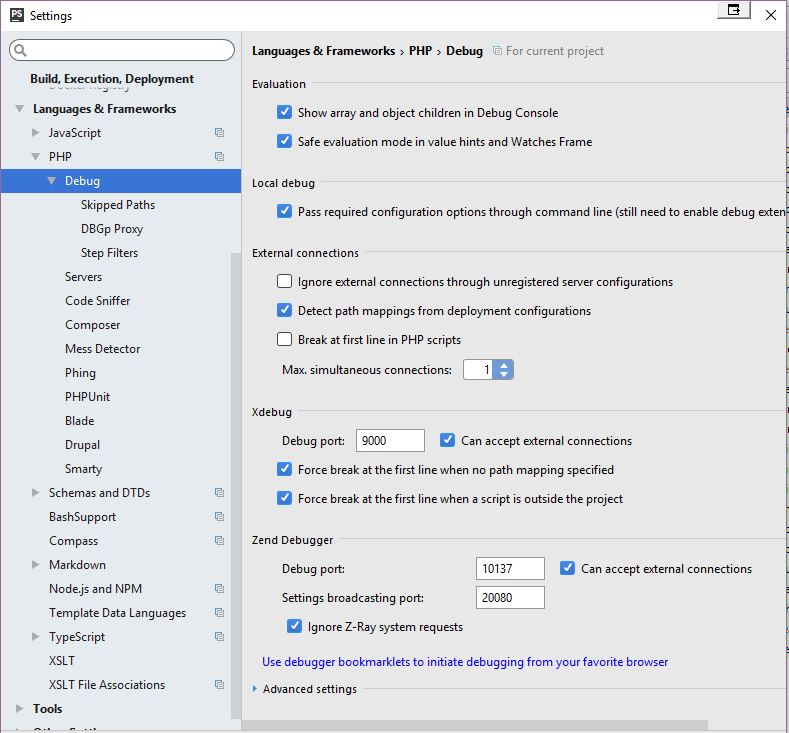 PS Settings
Build, Execution, Deployment
Docker Registry
Languages & Frameworks
JavaScript
PHP
Debug
Skipped Paths
DBGp Proxy
Step Filters
Servers
Code Sniffer
Composer
Mess Detector
Phing
PHPUnit
Blade
Drupal
Smarty
Schemas and DTDs
BashSupport
Compass
Markdown
Node.js and NPM
Template Data Languages
TypeScript
XSLT
XSLT File Associations
Tools
Languages & Frameworks › PHP › Debug For current project
Evaluation
Show array and object children in Debug Console
Safe evaluation mode in value hints and Watches Frame
Local debug
Pass required configuration options through command line (still need to enable debug exten
External connections
Ignore external connections through unregistered server configurations
Detect path mappings from deployment configurations
Break at first line in PHP scripts
Max. simultaneous connections: 1
Xdebug
Debug port: 9000 Can accept external connections
Force break at the first line when no path mapping specified
Force break at the first line when a script is outside the project
Zend Debugger
Debug port: 10137 Can accept external connections
Settings broadcasting port: 20080
Ignore Z-Ray system requests
Use debugger bookmarklets to initiate debugging from your favorite browser
Advanced settings